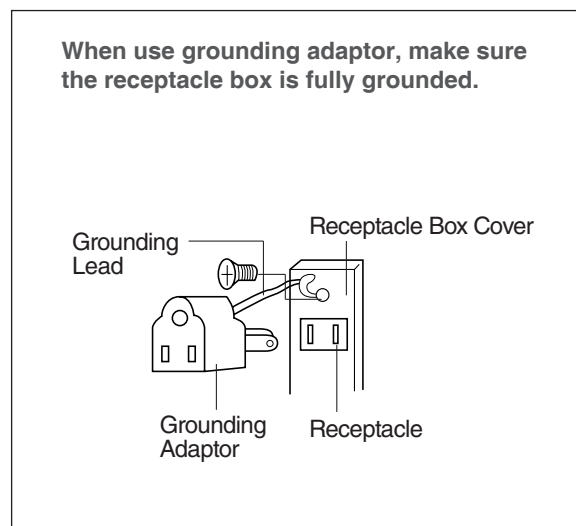 When use grounding adaptor, make sure
the receptacle box is fully grounded.
Receptacle Box Cover
Grounding
Lead
Grounding
Adaptor
Receptacle